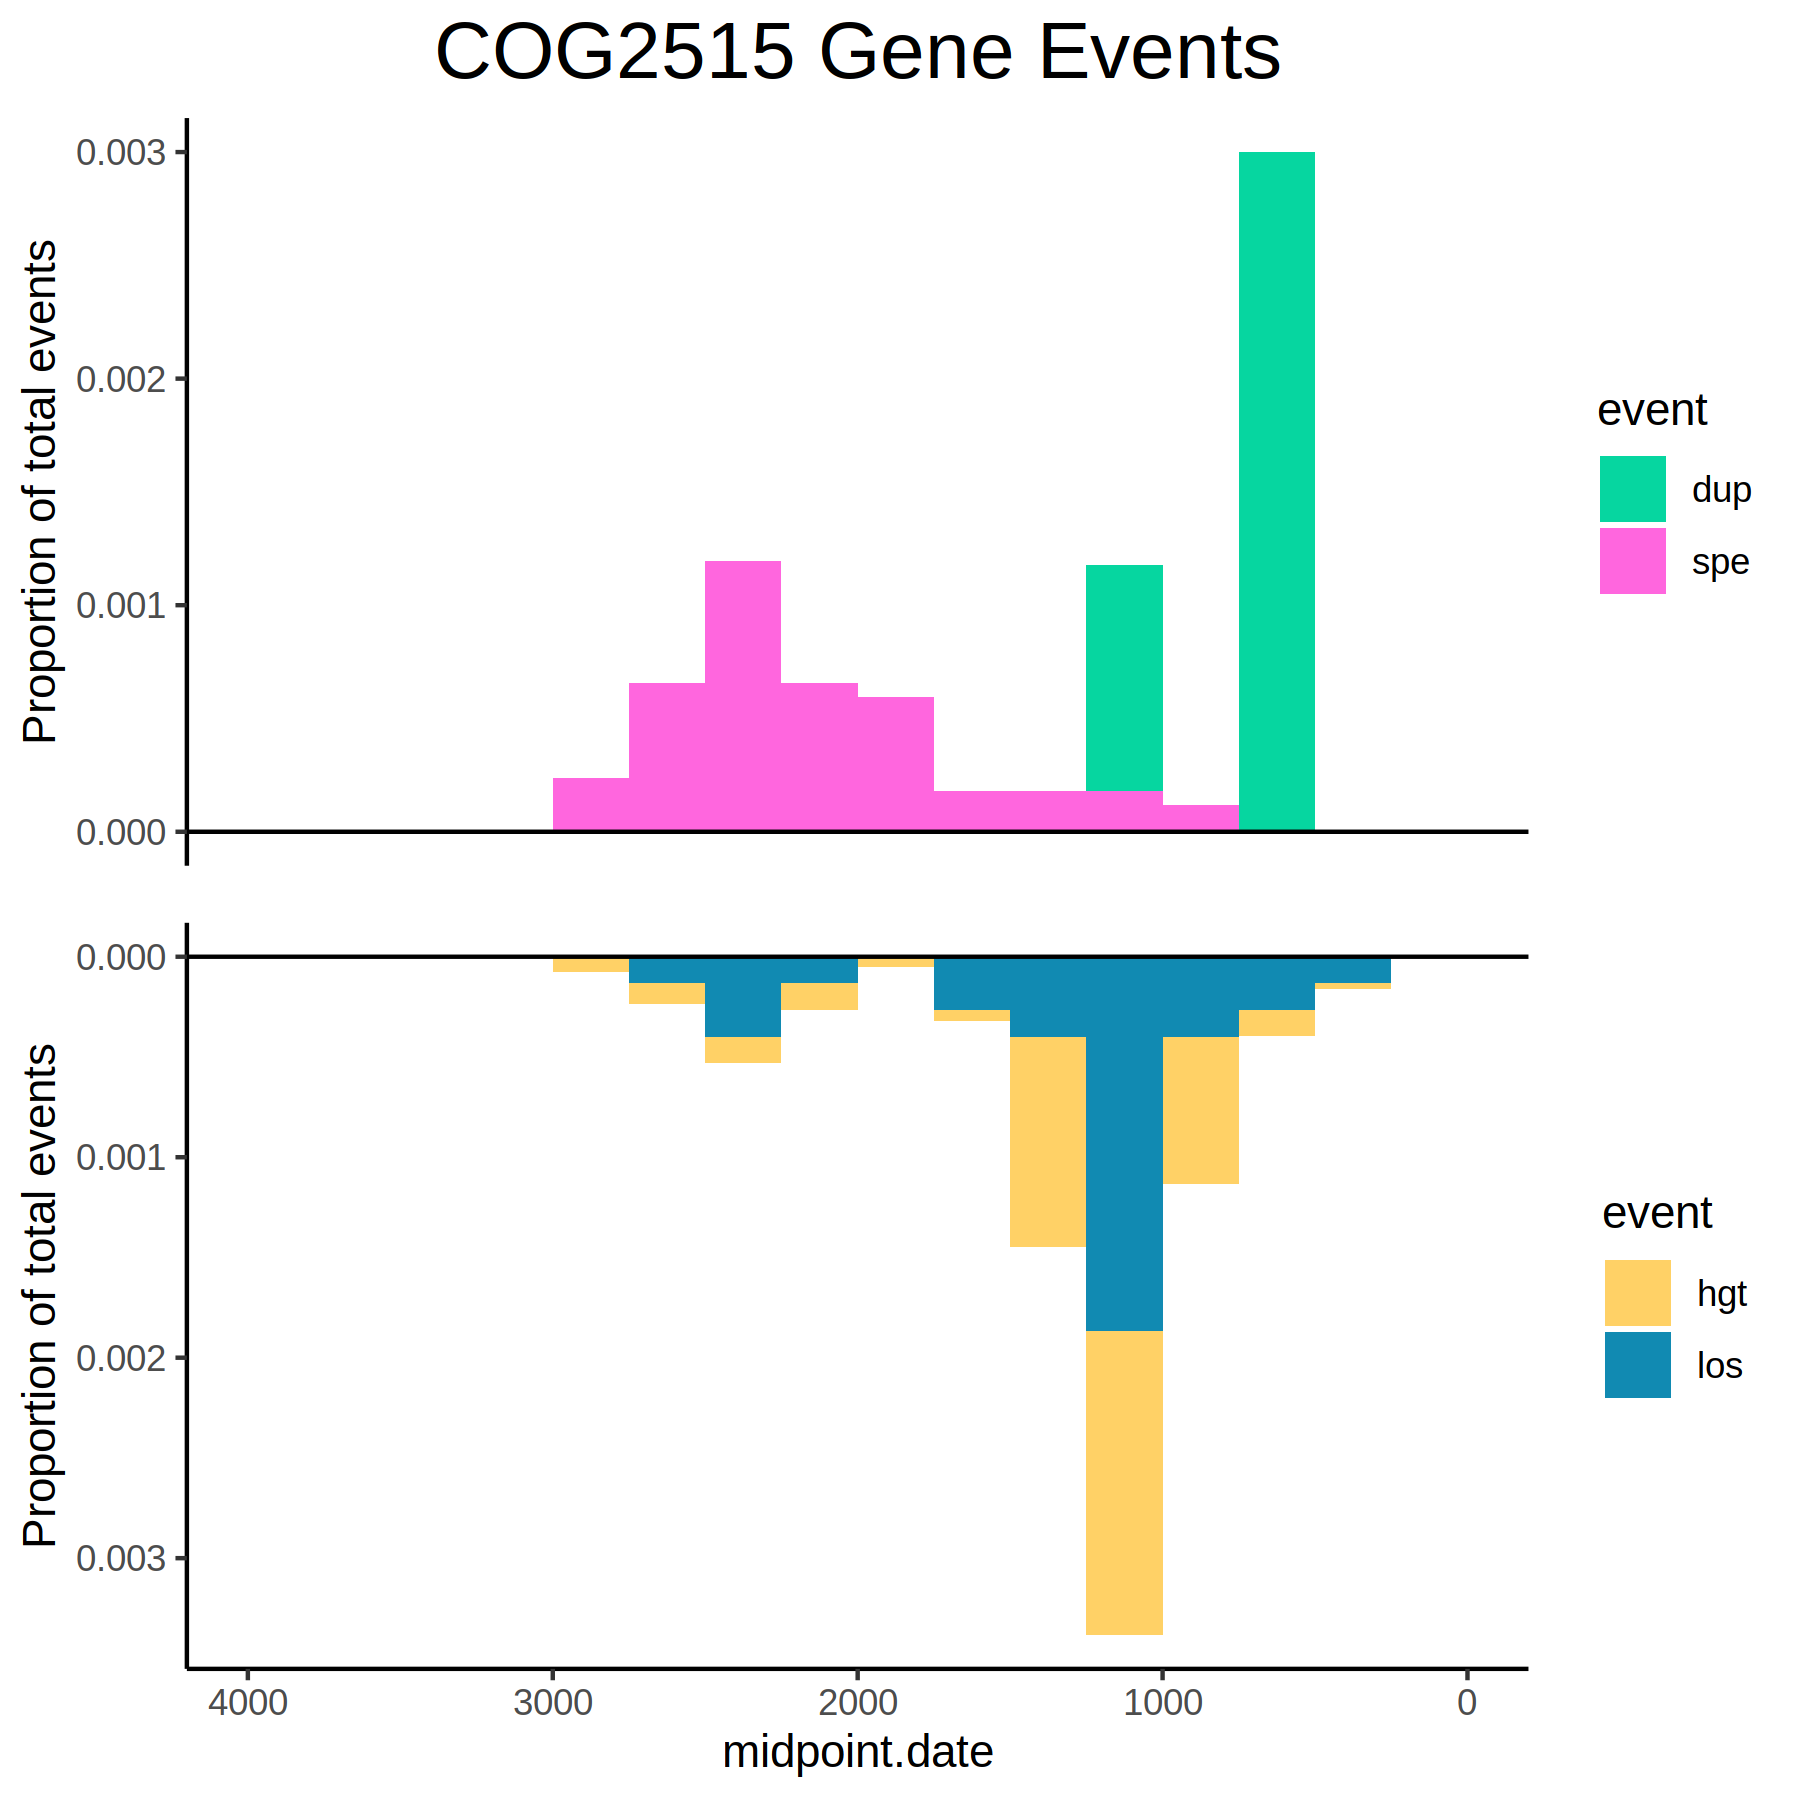 COG2515 Gene Events
Proportion of total events
0.003
0.002
0.001
0.000
event
dup
spe
Proportion of total events
0.000
0.001
0.002
0.003
event
hgt
los
4000 3000 2000 1000 0
midpoint.date